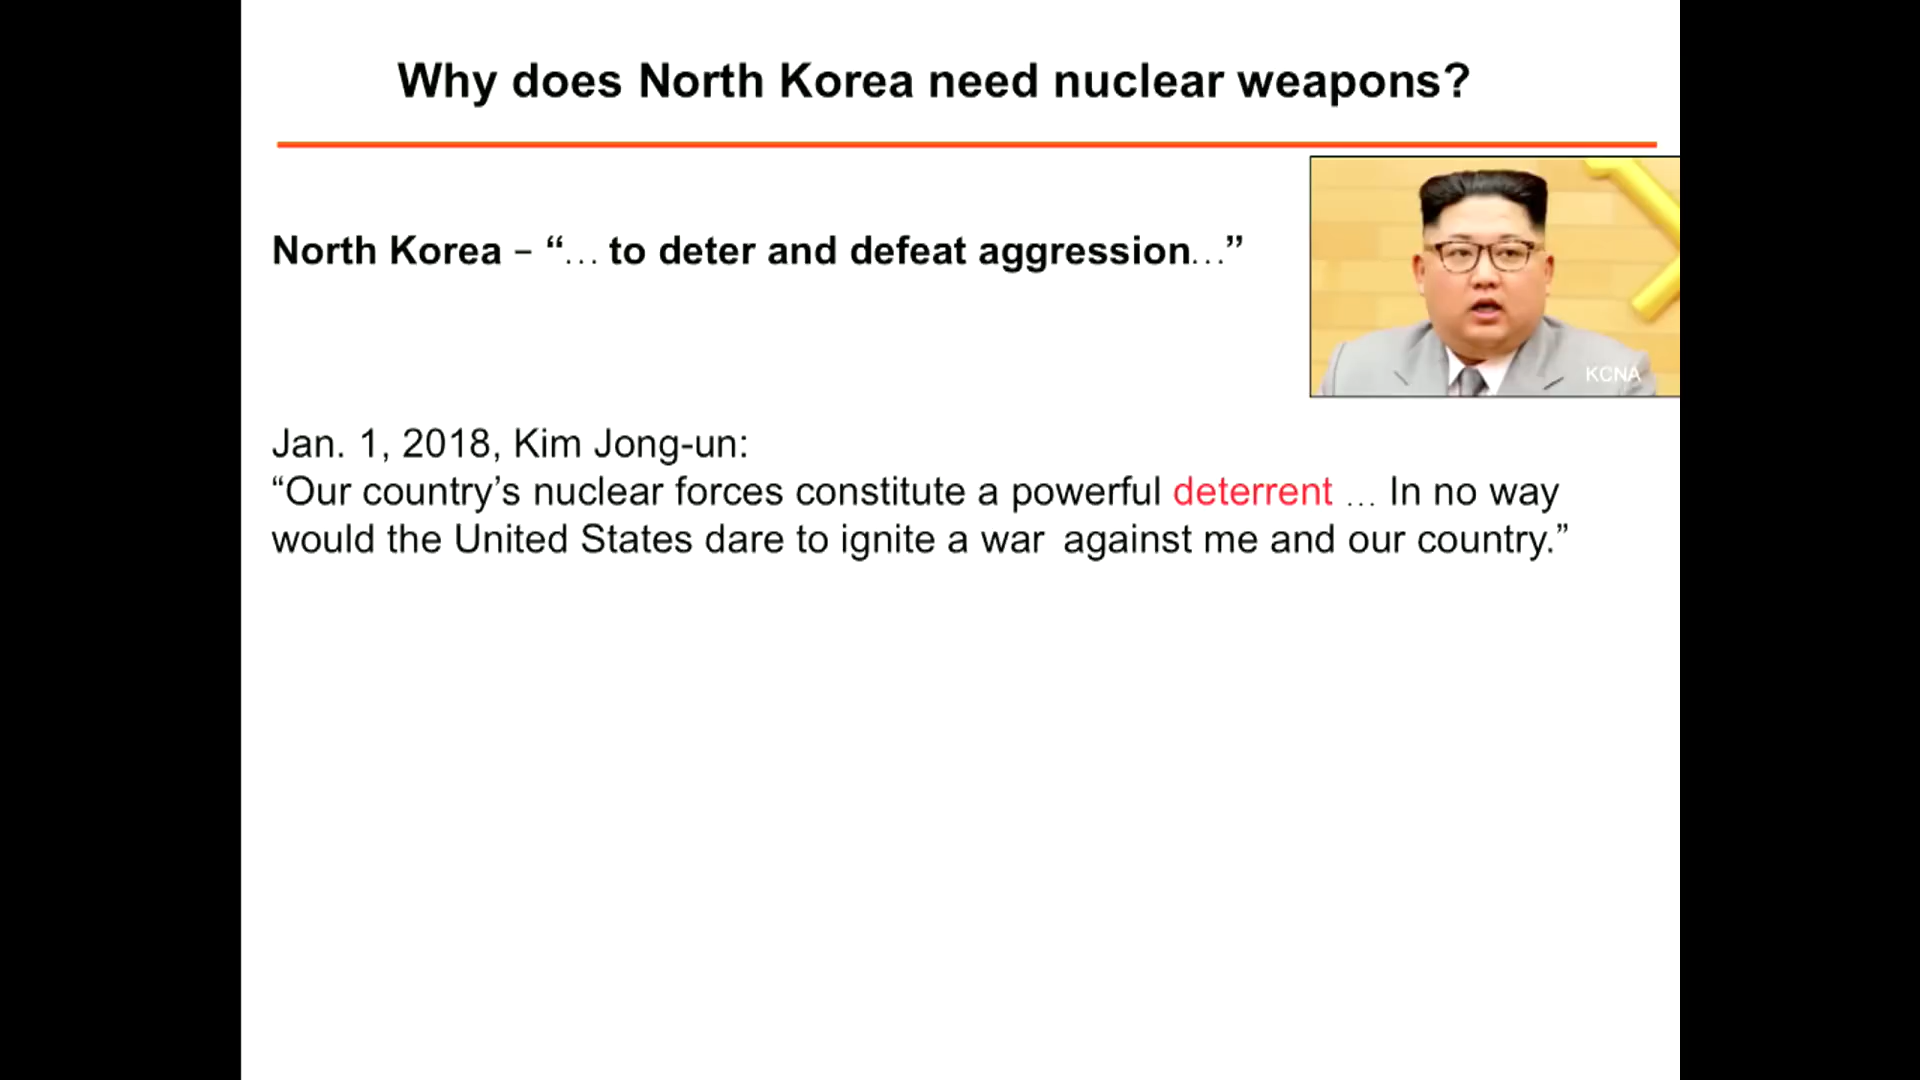 Why does North Korea need nuclear weapons?
North Korea – “… to deter and defeat aggression…”
KCNA
Jan. 1, 2018, Kim Jong-un:
“Our country’s nuclear forces constitute a powerful deterrent … In no way
would the United States dare to ignite a war against me and our country.”